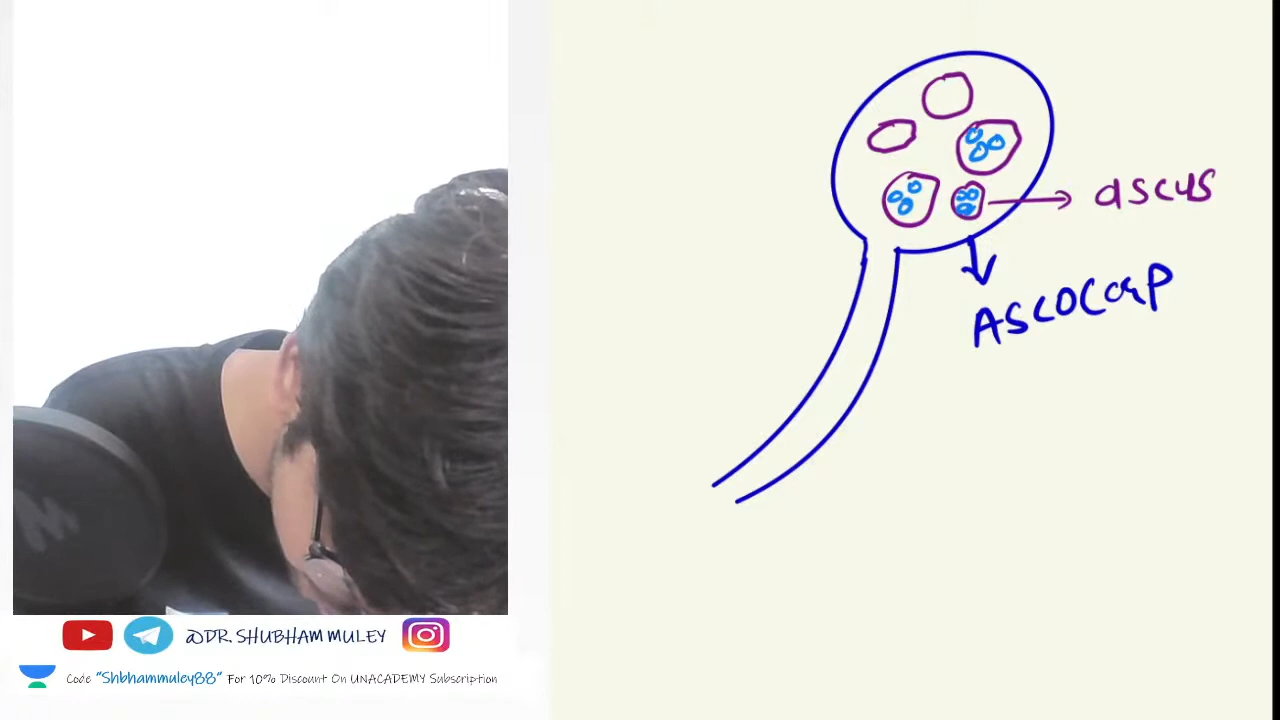 ascus
Ascocarp
@DR. SHUBHAM MULEY
Code "Shbhammuley88" For 10% Discount On UNACADEMY Subscription